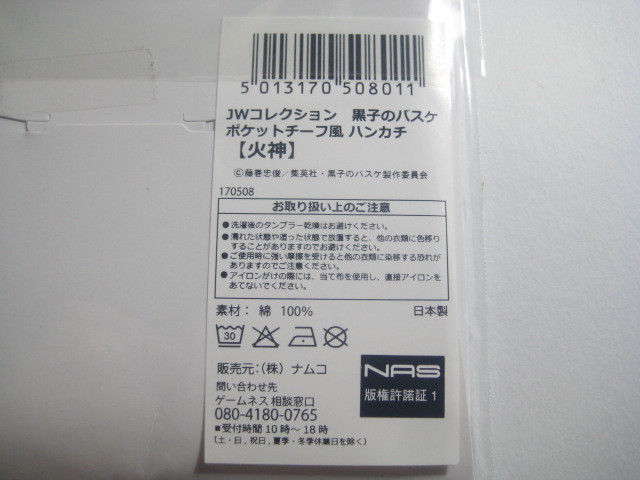 5 013170 508011
JWコレクション 黒子のバスケ
ポケットチーフ風 ハンカチ
【火神】
©藤巻忠俊／集英社・黒子のバスケ製作委員会
170508
お取り扱い上のご注意
●洗濯後のタンブラー乾燥はお避けください。
●濡れた状態や湿った状態で放置すると、他の衣類に色移り
することがありますのでお避けください。
●ご使用時に強い摩擦を受けると他の衣類に染移する恐れが
ありますのでご注意ください。
●アイロンがけの際には、当て布を使用し、直接アイロンを
あてないでください。
素材： 綿 100% 日本製
30
販売元：（株）ナムコ
問い合わせ先
ゲームネス相談窓口
080-4180-0765
■受付時間 10時～18時
（土・日，祝日，夏季・冬季休業日を除く）
NAS
版権許諾証 1